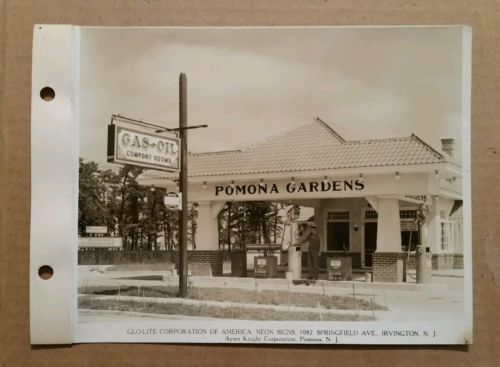 GAS-OIL
COMFORT ROOMS
POMONA GARDENS
GLO-LITE CORPORATION OF AMERICA, NEON SIGNS, 1082 SPRINGFIELD AVE., IRVINGTON, N. J.
Ayres Knight Corporation, Pomona, N. J.